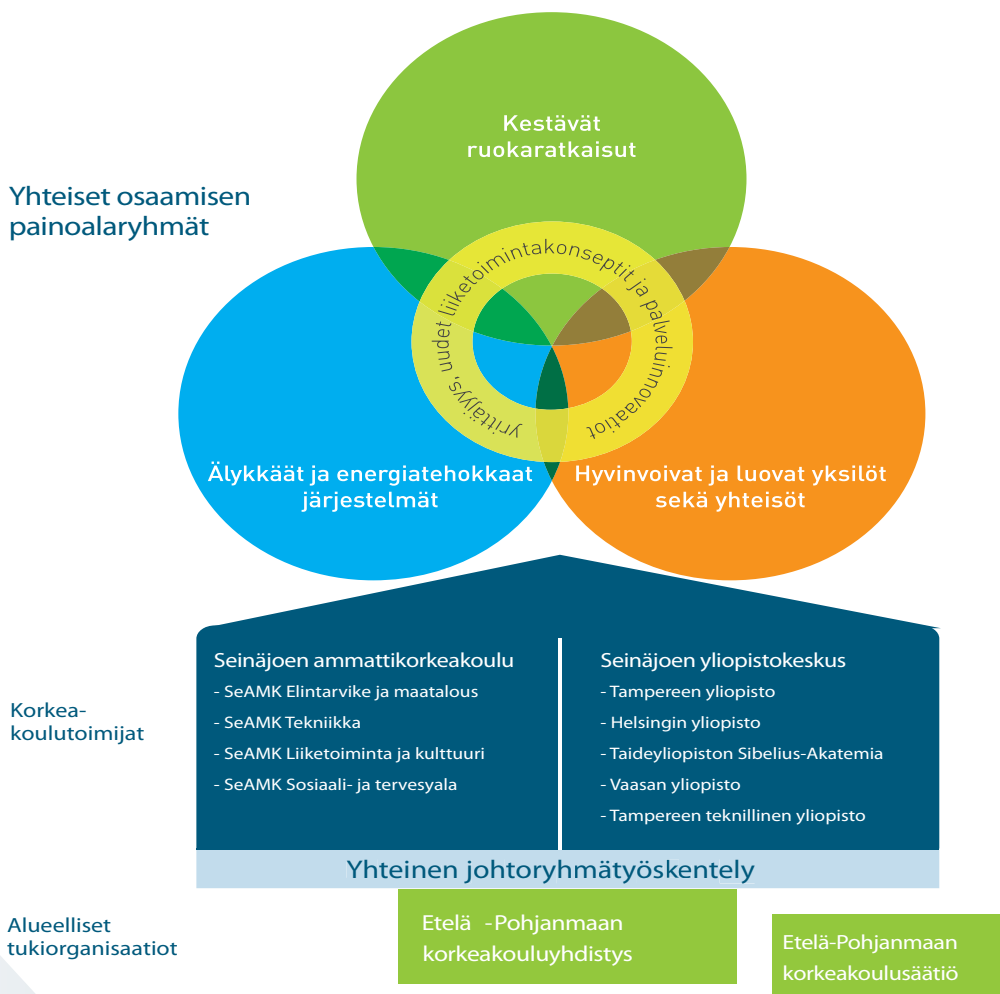 Kestävät
ruokaratkaisut
Yhteiset osaamisen
painoalaryhmät
yrittäjyys, uudet liiketoimintakonseptit ja palveluinnovaatiot
Älykkäät ja energiatehokkaat
järjestelmät
Hyvinvoivat ja luovat yksilöt
sekä yhteisöt
Korkea-
koulutoimijat
Seinäjoen ammattikorkeakoulu
- SeAMK Elintarvike ja maatalous
- SeAMK Tekniikka
- SeAMK Liiketoiminta ja kulttuuri
- SeAMK Sosiaali- ja tervesyala
Seinäjoen yliopistokeskus
- Tampereen yliopisto
- Helsingin yliopisto
- Taideyliopiston Sibelius-Akatemia
- Vaasan yliopisto
- Tampereen teknillinen yliopisto
Yhteinen johtoryhmätyöskentely
Alueelliset
tukiorganisaatiot
Etelä -Pohjanmaan
korkeakouluyhdistys
Etelä-Pohjanmaan
korkeakoulusäätiö